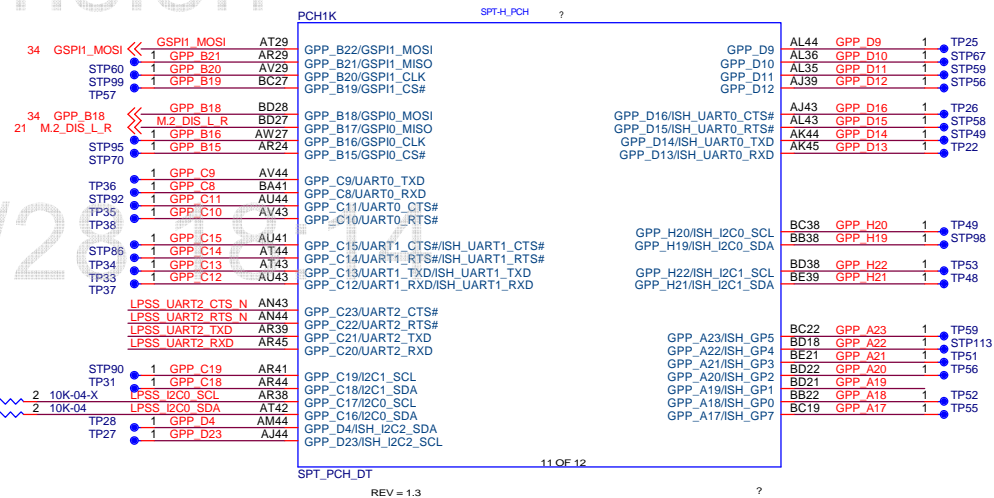 PCH1K SPT-H_PCH ?
34 GSPI1_MOSI GSPI1_MOSI AT29 GPP_B22/GSPI1_MOSI
1 GPP_B21 AR29 GPP_B21/GSPI1_MISO
STP60 1 GPP_B20 AV29 GPP_B20/GSPI1_CLK
STP99 1 GPP_B19 BC27 GPP_B19/GSPI1_CS#
TP57
34 GPP_B18 GPP_B18 BD28 GPP_B18/GSPI0_MOSI
21 M.2_DIS_L_R M.2_DIS_L_R BD27 GPP_B17/GSPI0_MISO
1 GPP_B16 AW27 GPP_B16/GSPI0_CLK
STP95 1 GPP_B15 AR24 GPP_B15/GSPI0_CS#
STP70
1 GPP_C9 AV44 GPP_C9/UART0_TXD
TP36 1 GPP_C8 BA41 GPP_C8/UART0_RXD
STP92 1 GPP_C11 AU44 GPP_C11/UART0_CTS#
TP35 1 GPP_C10 AV43 GPP_C10/UART0_RTS#
TP38
1 GPP_C15 AU41 GPP_C15/UART1_CTS#/ISH_UART1_CTS#
STP86 1 GPP_C14 AT44 GPP_C14/UART1_RTS#/ISH_UART1_RTS#
TP34 1 GPP_C13 AT43 GPP_C13/UART1_TXD/ISH_UART1_TXD
TP33 1 GPP_C12 AU43 GPP_C12/UART1_RXD/ISH_UART1_RXD
TP37
LPSS_UART2_CTS_N AN43 GPP_C23/UART2_CTS#
LPSS_UART2_RTS_N AN44 GPP_C22/UART2_RTS#
LPSS_UART2_TXD AR39 GPP_C21/UART2_TXD
LPSS_UART2_RXD AR45 GPP_C20/UART2_RXD
STP90 1 GPP_C19 AR41 GPP_C19/I2C1_SCL
TP31 1 GPP_C18 AR44 GPP_C18/I2C1_SDA
2 10K-04-X LPSS_I2C0_SCL AR38 GPP_C17/I2C0_SCL
2 10K-04 LPSS_I2C0_SDA AT42 GPP_C16/I2C0_SDA
TP28 1 GPP_D4 AM44 GPP_D4/ISH_I2C2_SDA
TP27 1 GPP_D23 AJ44 GPP_D23/ISH_I2C2_SCL
GPP_D9 AL44 GPP_D9 1 TP25
GPP_D10 AL36 GPP_D10 1 STP67
GPP_D11 AL35 GPP_D11 1 STP59
GPP_D12 AJ39 GPP_D12 1 STP56
GPP_D16/ISH_UART0_CTS# AJ43 GPP_D16 1 TP26
GPP_D15/ISH_UART0_RTS# AL43 GPP_D15 1 STP58
GPP_D14/ISH_UART0_TXD AK44 GPP_D14 1 STP49
GPP_D13/ISH_UART0_RXD AK45 GPP_D13 1 TP22
GPP_H20/ISH_I2C0_SCL BC38 GPP_H20 1 TP49
GPP_H19/ISH_I2C0_SDA BB38 GPP_H19 1 STP98
GPP_H22/ISH_I2C1_SCL BD38 GPP_H22 1 TP53
GPP_H21/ISH_I2C1_SDA BE39 GPP_H21 1 TP48
GPP_A23/ISH_GP5 BC22 GPP_A23 1 TP59
GPP_A22/ISH_GP4 BD18 GPP_A22 1 STP113
GPP_A21/ISH_GP3 BE21 GPP_A21 1 TP51
GPP_A20/ISH_GP2 BD22 GPP_A20 1 TP56
GPP_A19/ISH_GP1 BD21 GPP_A19 1
GPP_A18/ISH_GP0 BB22 GPP_A18 1 TP52
GPP_A17/ISH_GP7 BC19 GPP_A17 1 TP55
11 OF 12
SPT_PCH_DT
REV = 1.3 ?
/28 18:14